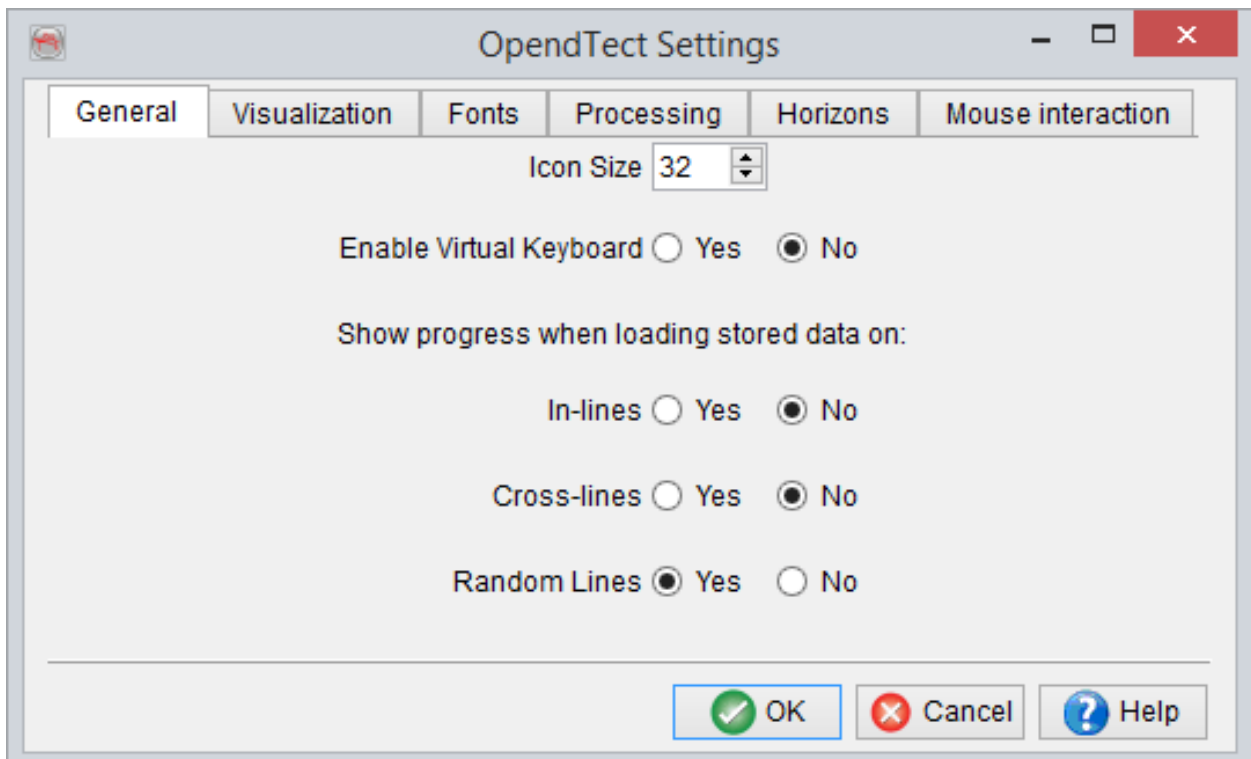 OpendTect Settings
General Visualization Fonts Processing Horizons Mouse interaction
Icon Size 32
Enable Virtual Keyboard Yes No
Show progress when loading stored data on:
In-lines Yes No
Cross-lines Yes No
Random Lines Yes No
OK Cancel Help